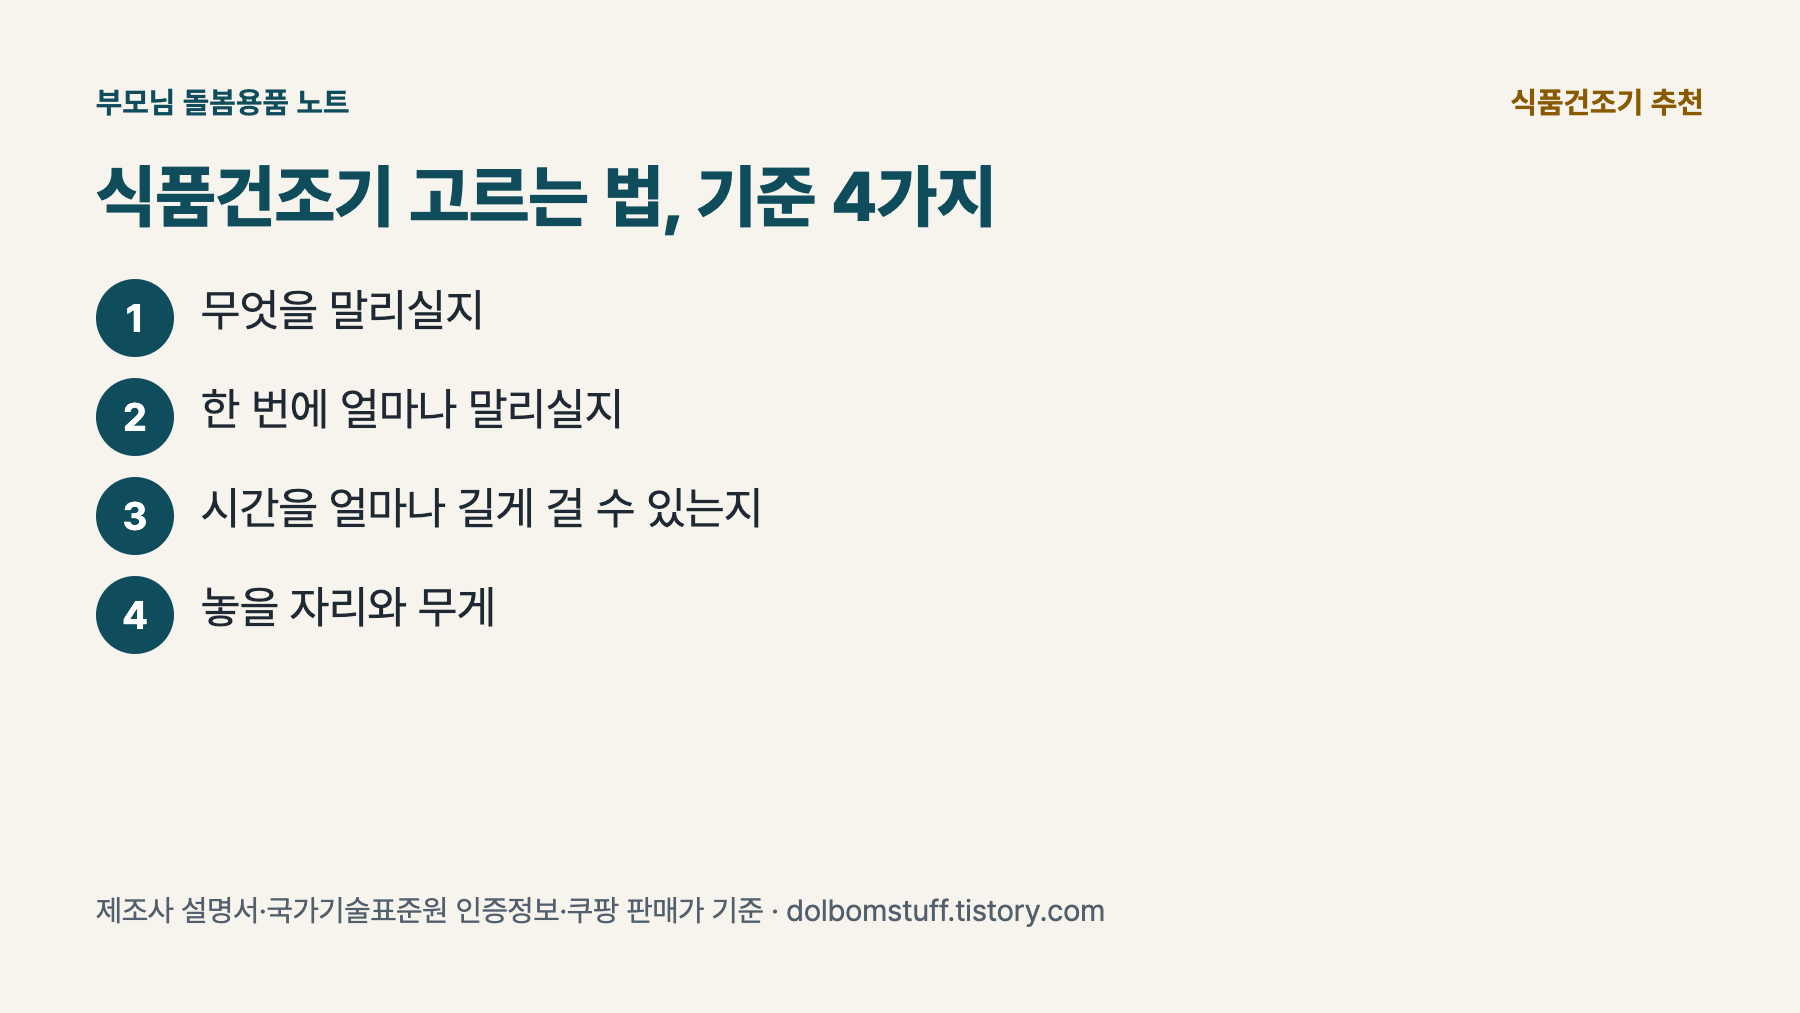 부모님 돌봄용품 노트
식품건조기 추천
식품건조기 고르는 법, 기준 4가지
1 무엇을 말리실지
2 한 번에 얼마나 말리실지
3 시간을 얼마나 길게 걸 수 있는지
4 놓을 자리와 무게
제조사 설명서·국가기술표준원 인증정보·쿠팡 판매가 기준 · dolbomstuff.tistory.com